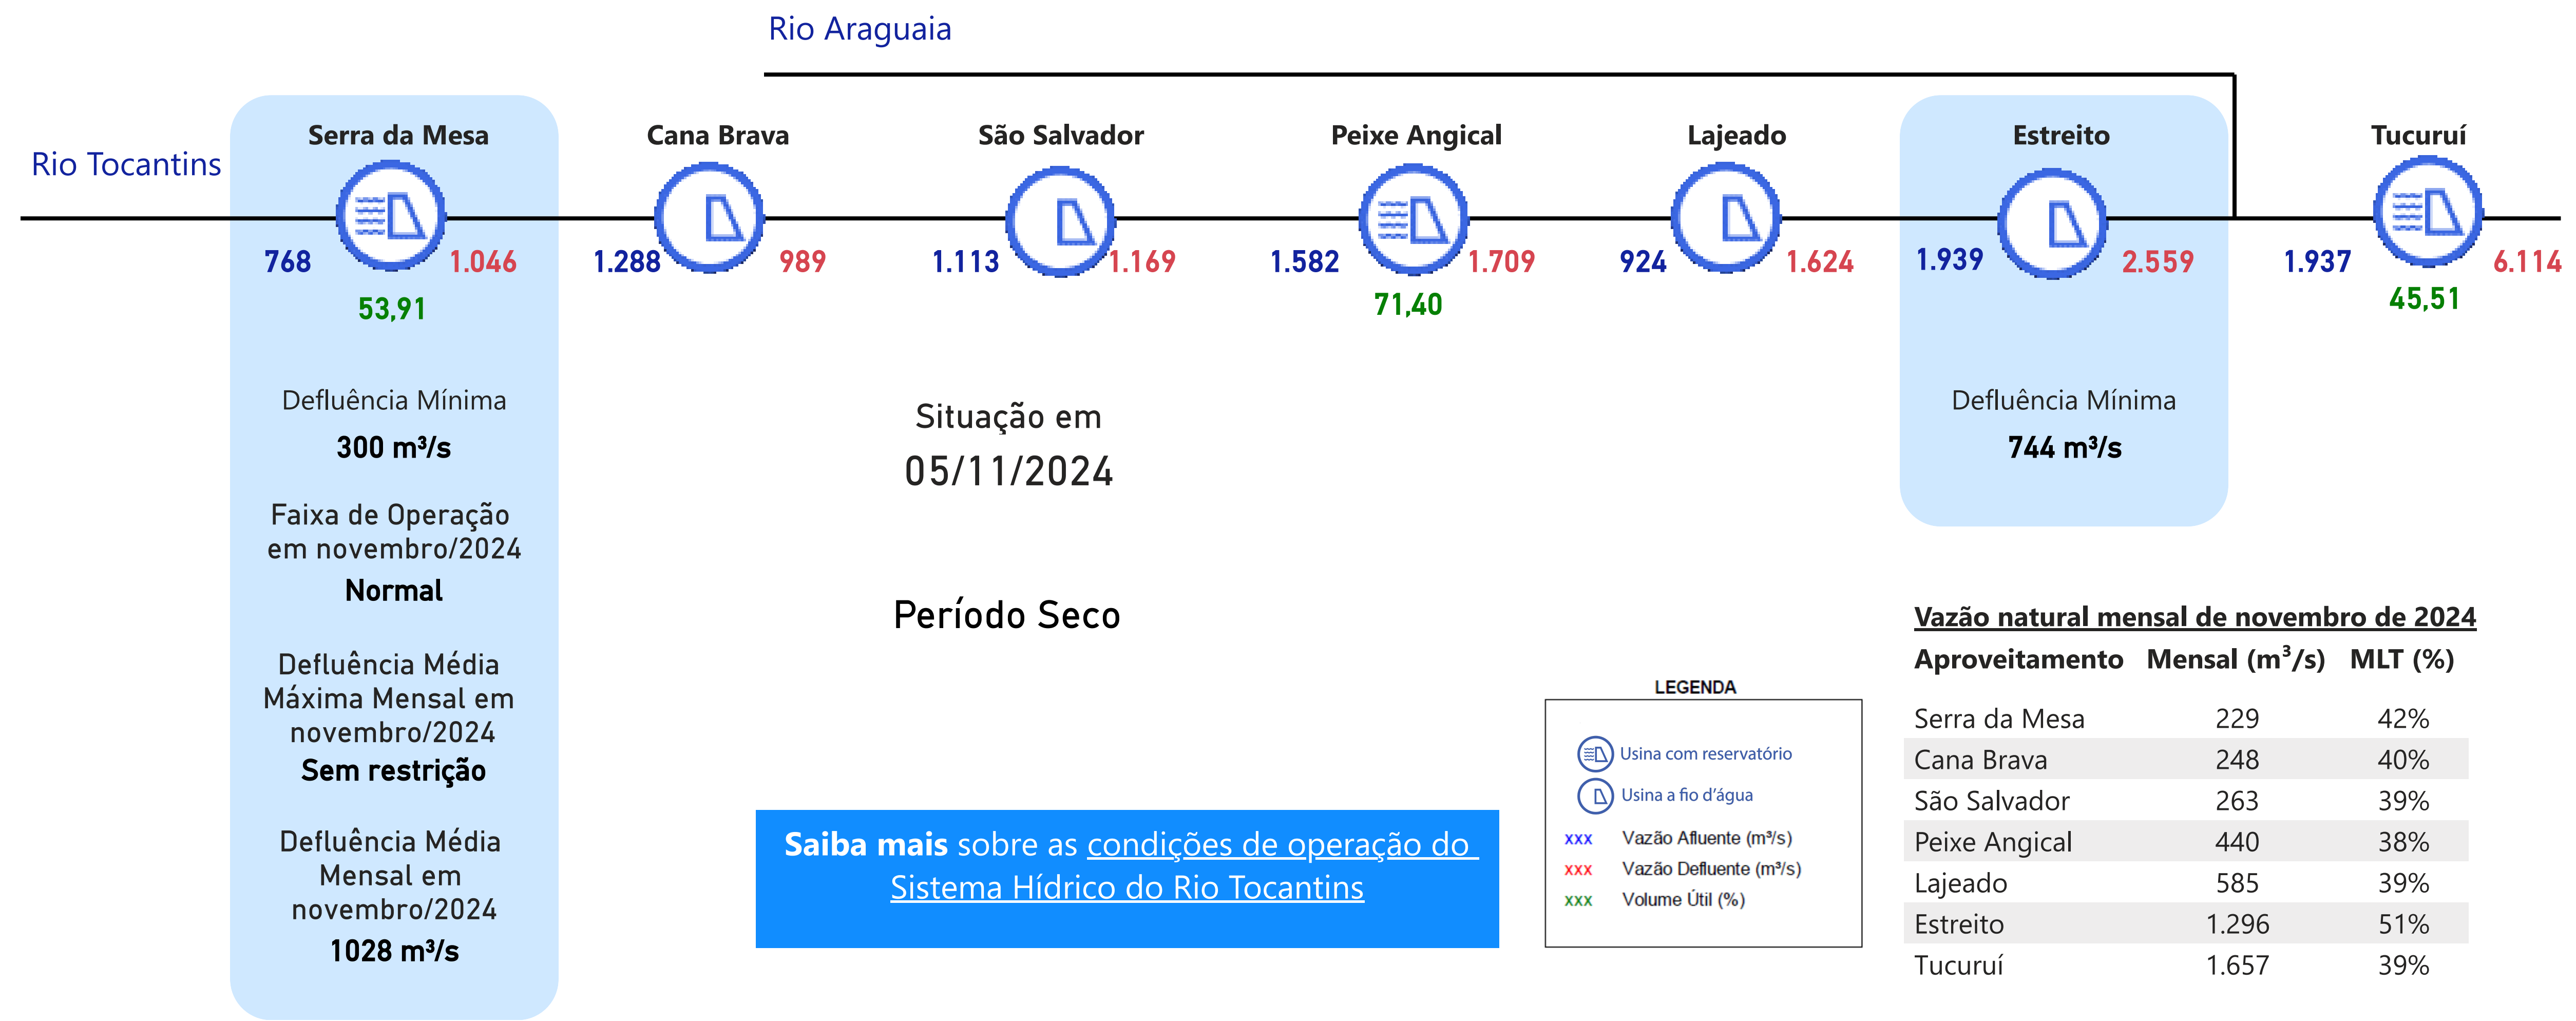 Rio Araguaia
Rio Tocantins
Serra da Mesa
768
1.046
53,91
Defluência Mínima
300 m³/s
Faixa de Operação
em novembro/2024
Normal
Defluência Média
Máxima Mensal em
novembro/2024
Sem restrição
Defluência Média
Mensal em
novembro/2024
1028 m³/s
Cana Brava
1.288
989
São Salvador
1.113
1.169
Peixe Angical
1.582
1.709
71,40
Lajeado
924
1.624
Estreito
1.939
2.559
Defluência Mínima
744 m³/s
Tucuruí
1.937
6.114
45,51
Situação em
05/11/2024
Período Seco
Saiba mais sobre as condições de operação do
Sistema Hídrico do Rio Tocantins
LEGENDA
Usina com reservatório
Usina a fio d'água
xxx Vazão Afluente (m³/s)
xxx Vazão Defluente (m³/s)
xxx Volume Útil (%)
Vazão natural mensal de novembro de 2024
Aproveitamento Mensal (m³/s) MLT (%)
Serra da Mesa 229 42%
Cana Brava 248 40%
São Salvador 263 39%
Peixe Angical 440 38%
Lajeado 585 39%
Estreito 1.296 51%
Tucuruí 1.657 39%